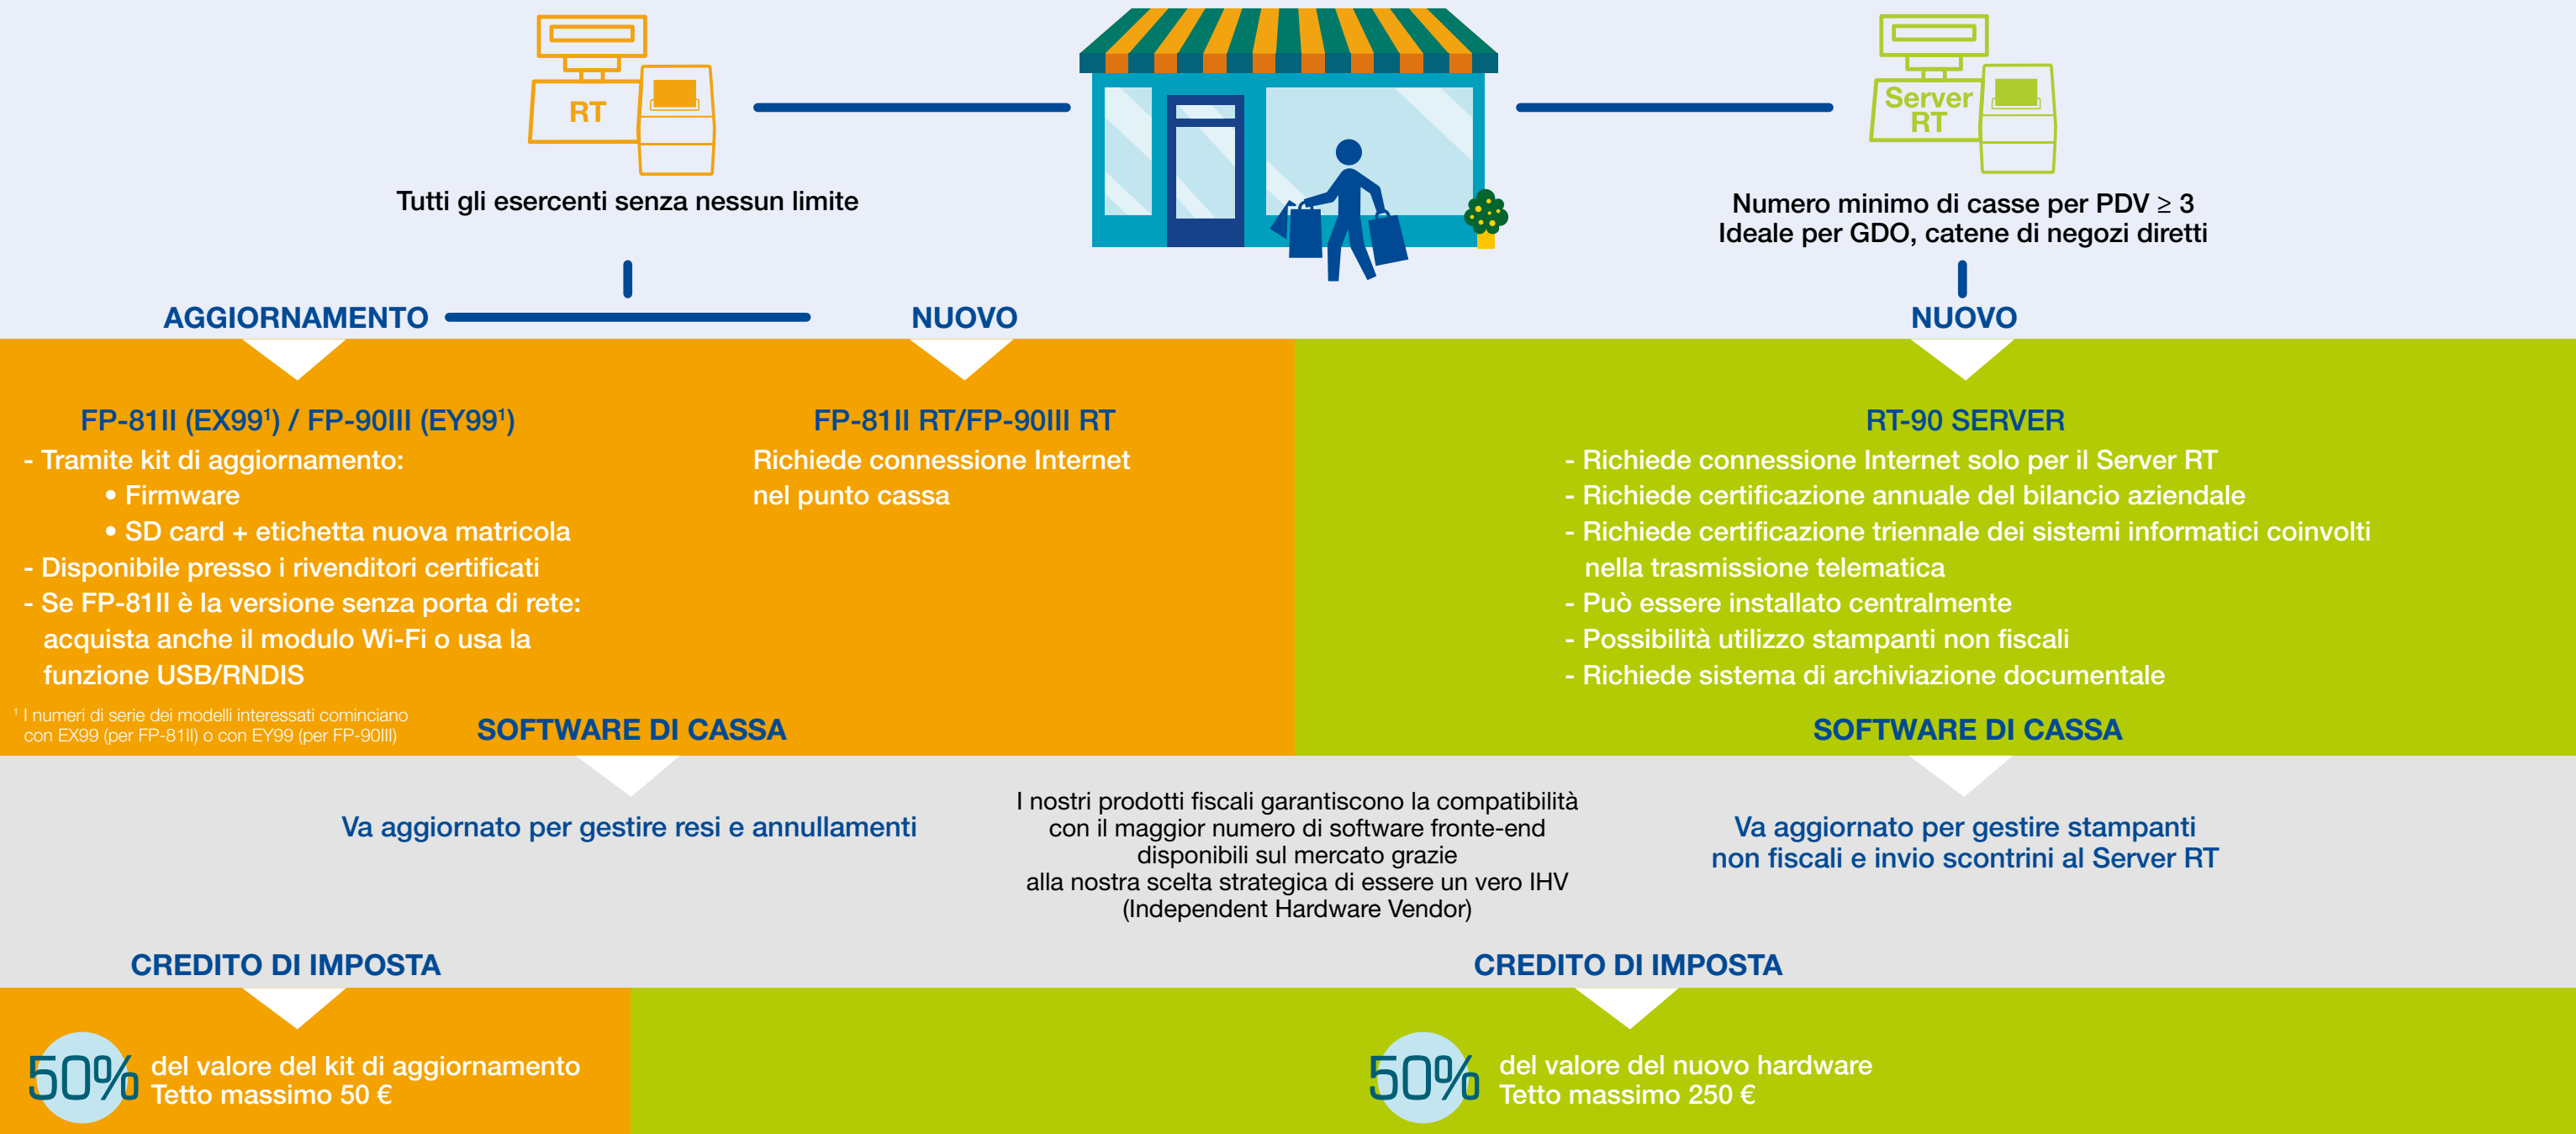 RT
Tutti gli esercenti senza nessun limite
Server
RT
Numero minimo di casse per PDV ≥ 3
Ideale per GDO, catene di negozi diretti
AGGIORNAMENTO
NUOVO
NUOVO
FP-81II (EX99¹) / FP-90III (EY99¹)
- Tramite kit di aggiornamento:
• Firmware
• SD card + etichetta nuova matricola
- Disponibile presso i rivenditori certificati
- Se FP-81II è la versione senza porta di rete:
acquista anche il modulo Wi-Fi o usa la
funzione USB/RNDIS
¹ I numeri di serie dei modelli interessati cominciano
con EX99 (per FP-81II) o con EY99 (per FP-90III)
FP-81II RT/FP-90III RT
Richiede connessione Internet
nel punto cassa
SOFTWARE DI CASSA
RT-90 SERVER
- Richiede connessione Internet solo per il Server RT
- Richiede certificazione annuale del bilancio aziendale
- Richiede certificazione triennale dei sistemi informatici coinvolti
nella trasmissione telematica
- Può essere installato centralmente
- Possibilità utilizzo stampanti non fiscali
- Richiede sistema di archiviazione documentale
SOFTWARE DI CASSA
Va aggiornato per gestire resi e annullamenti
I nostri prodotti fiscali garantiscono la compatibilità
con il maggior numero di software fronte-end
disponibili sul mercato grazie
alla nostra scelta strategica di essere un vero IHV
(Independent Hardware Vendor)
Va aggiornato per gestire stampanti
non fiscali e invio scontrini al Server RT
CREDITO DI IMPOSTA
CREDITO DI IMPOSTA
50%
del valore del kit di aggiornamento
Tetto massimo 50 €
50%
del valore del nuovo hardware
Tetto massimo 250 €